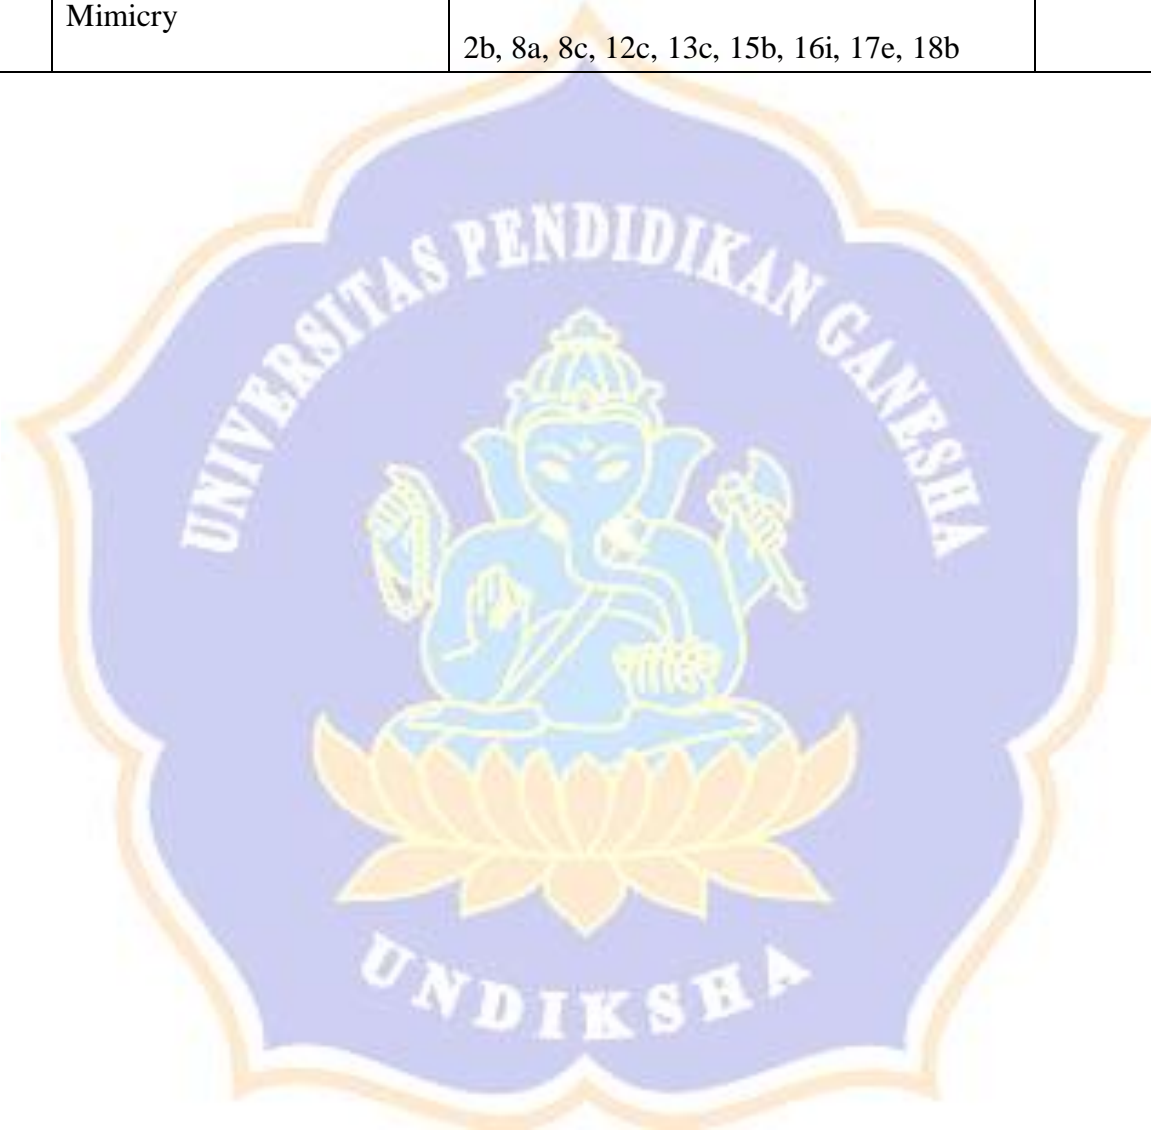 Mimicry
2b, 8a, 8c, 12c, 13c, 15b, 16i, 17e, 18b
UNIVERSITAS PENDIDIKAN GANESHA
UNDIKSHA